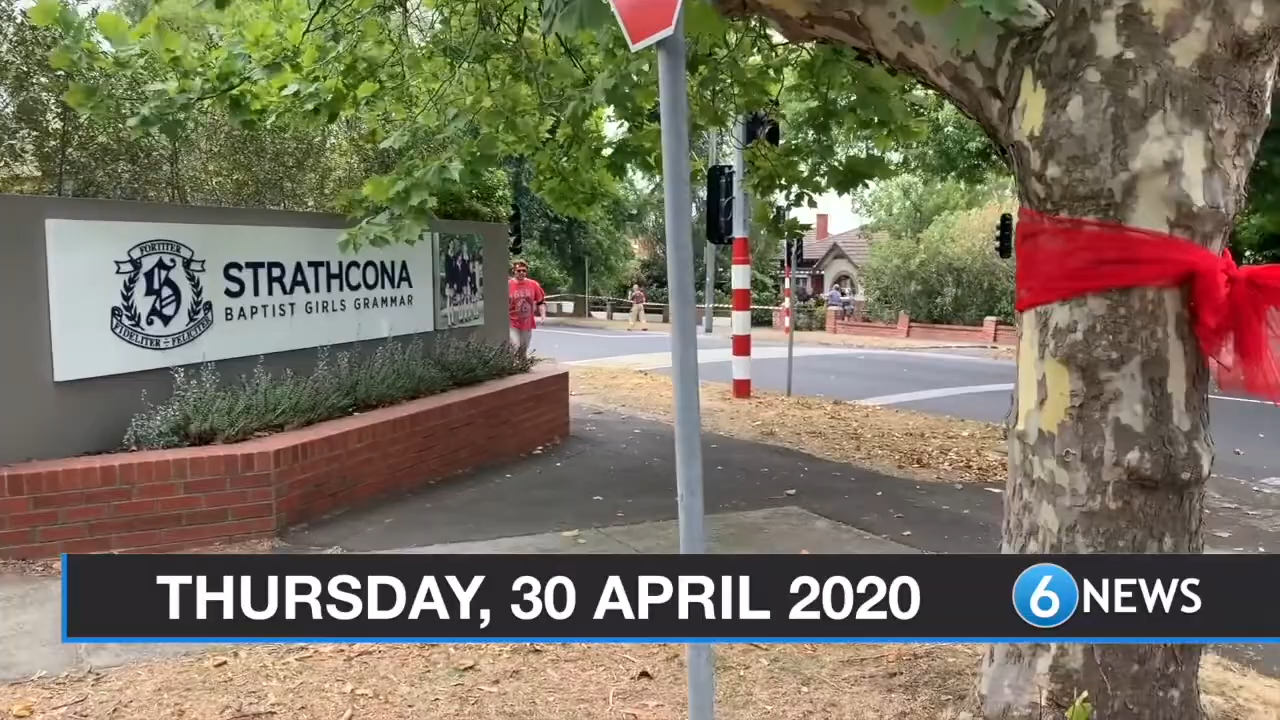 FORTITER
S
FIDELITER ÷ FELICITER
STRATHCONA
BAPTIST GIRLS GRAMMAR
THURSDAY, 30 APRIL 2020
6 NEWS